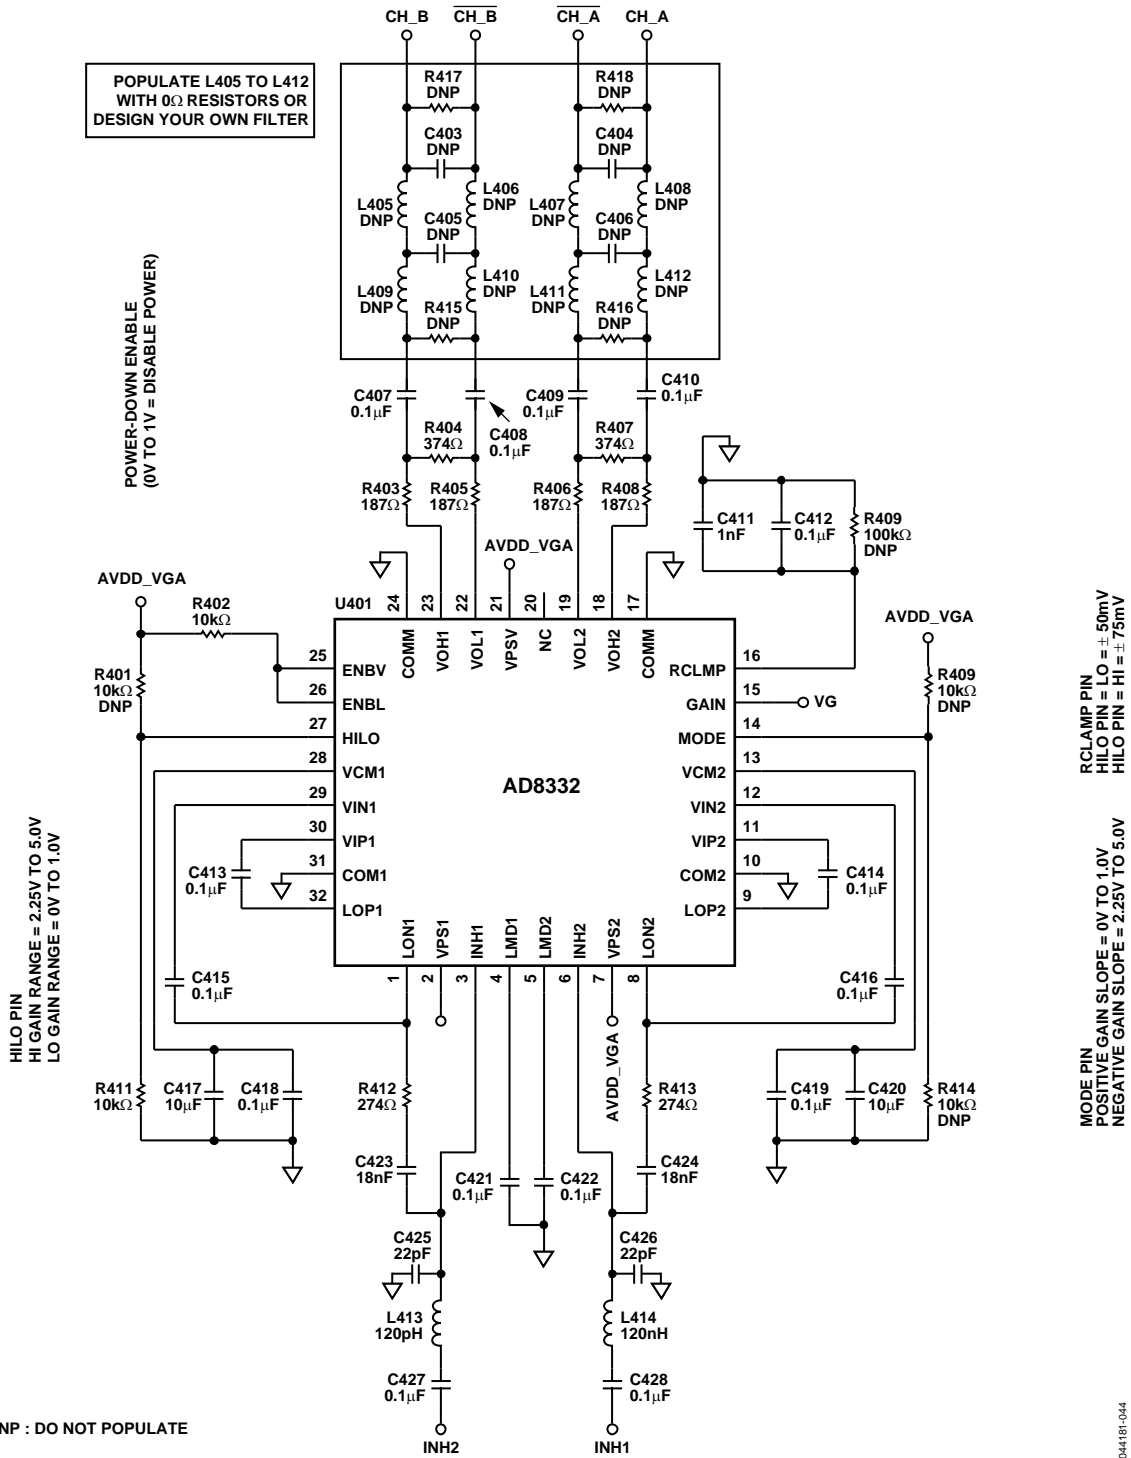 CH_B CH_B CH_A CH_A
POPULATE L405 TO L412
WITH 0Ω RESISTORS OR
DESIGN YOUR OWN FILTER
R417
DNP
R418
DNP
C403
DNP
C404
DNP
L405
DNP
L406
DNP
L407
DNP
L408
DNP
C405
DNP
C406
DNP
L409
DNP
L410
DNP
L411
DNP
L412
DNP
R415
DNP
R416
DNP
POWER-DOWN ENABLE
(0V TO 1V = DISABLE POWER)
C407
0.1µF
C408
0.1µF
C409
0.1µF
C410
0.1µF
R404
374Ω
R407
374Ω
R403
187Ω
R405
187Ω
R406
187Ω
R408
187Ω
C411
1nF
C412
0.1µF
R409
100kΩ
DNP
AVDD_VGA
AVDD_VGA
R402
10kΩ
R401
10kΩ
DNP
U401
24 23 22 21 20 19 18 17
COMM VOH1 VOL1 VPSV NC VOL2 VOH2 COMM
AVDD_VGA
R409
10kΩ
DNP
25 ENBV
26 ENBL
27 HILO
28 VCM1
29 VIN1
30 VIP1
31 COM1
32 LOP1
AD8332
RCLMP 16
GAIN 15 VG
MODE 14
VCM2 13
VIN2 12
VIP2 11
COM2 10
LOP2 9
C413
0.1µF
C414
0.1µF
LON1 VPS1 INH1 LMD1 LMD2 INH2 VPS2 LON2
1 2 3 4 5 6 7 8
C415
0.1µF
C416
0.1µF
AVDD_VGA
R411
10kΩ
C417
10µF
C418
0.1µF
R412
274Ω
R413
274Ω
C419
0.1µF
C420
10µF
R414
10kΩ
DNP
C423
18nF
C421
0.1µF
C422
0.1µF
C424
18nF
C425
22pF
C426
22pF
L413
120pH
L414
120nH
C427
0.1µF
C428
0.1µF
INH2 INH1
HILO PIN
HI GAIN RANGE = 2.25V TO 5.0V
LO GAIN RANGE = 0V TO 1.0V
RCLAMP PIN
HILO PIN = LO = ± 50mV
HILO PIN = HI = ± 75mV
MODE PIN
POSITIVE GAIN SLOPE = 0V TO 1.0V
NEGATIVE GAIN SLOPE = 2.25V TO 5.0V
NP : DO NOT POPULATE
044181-044